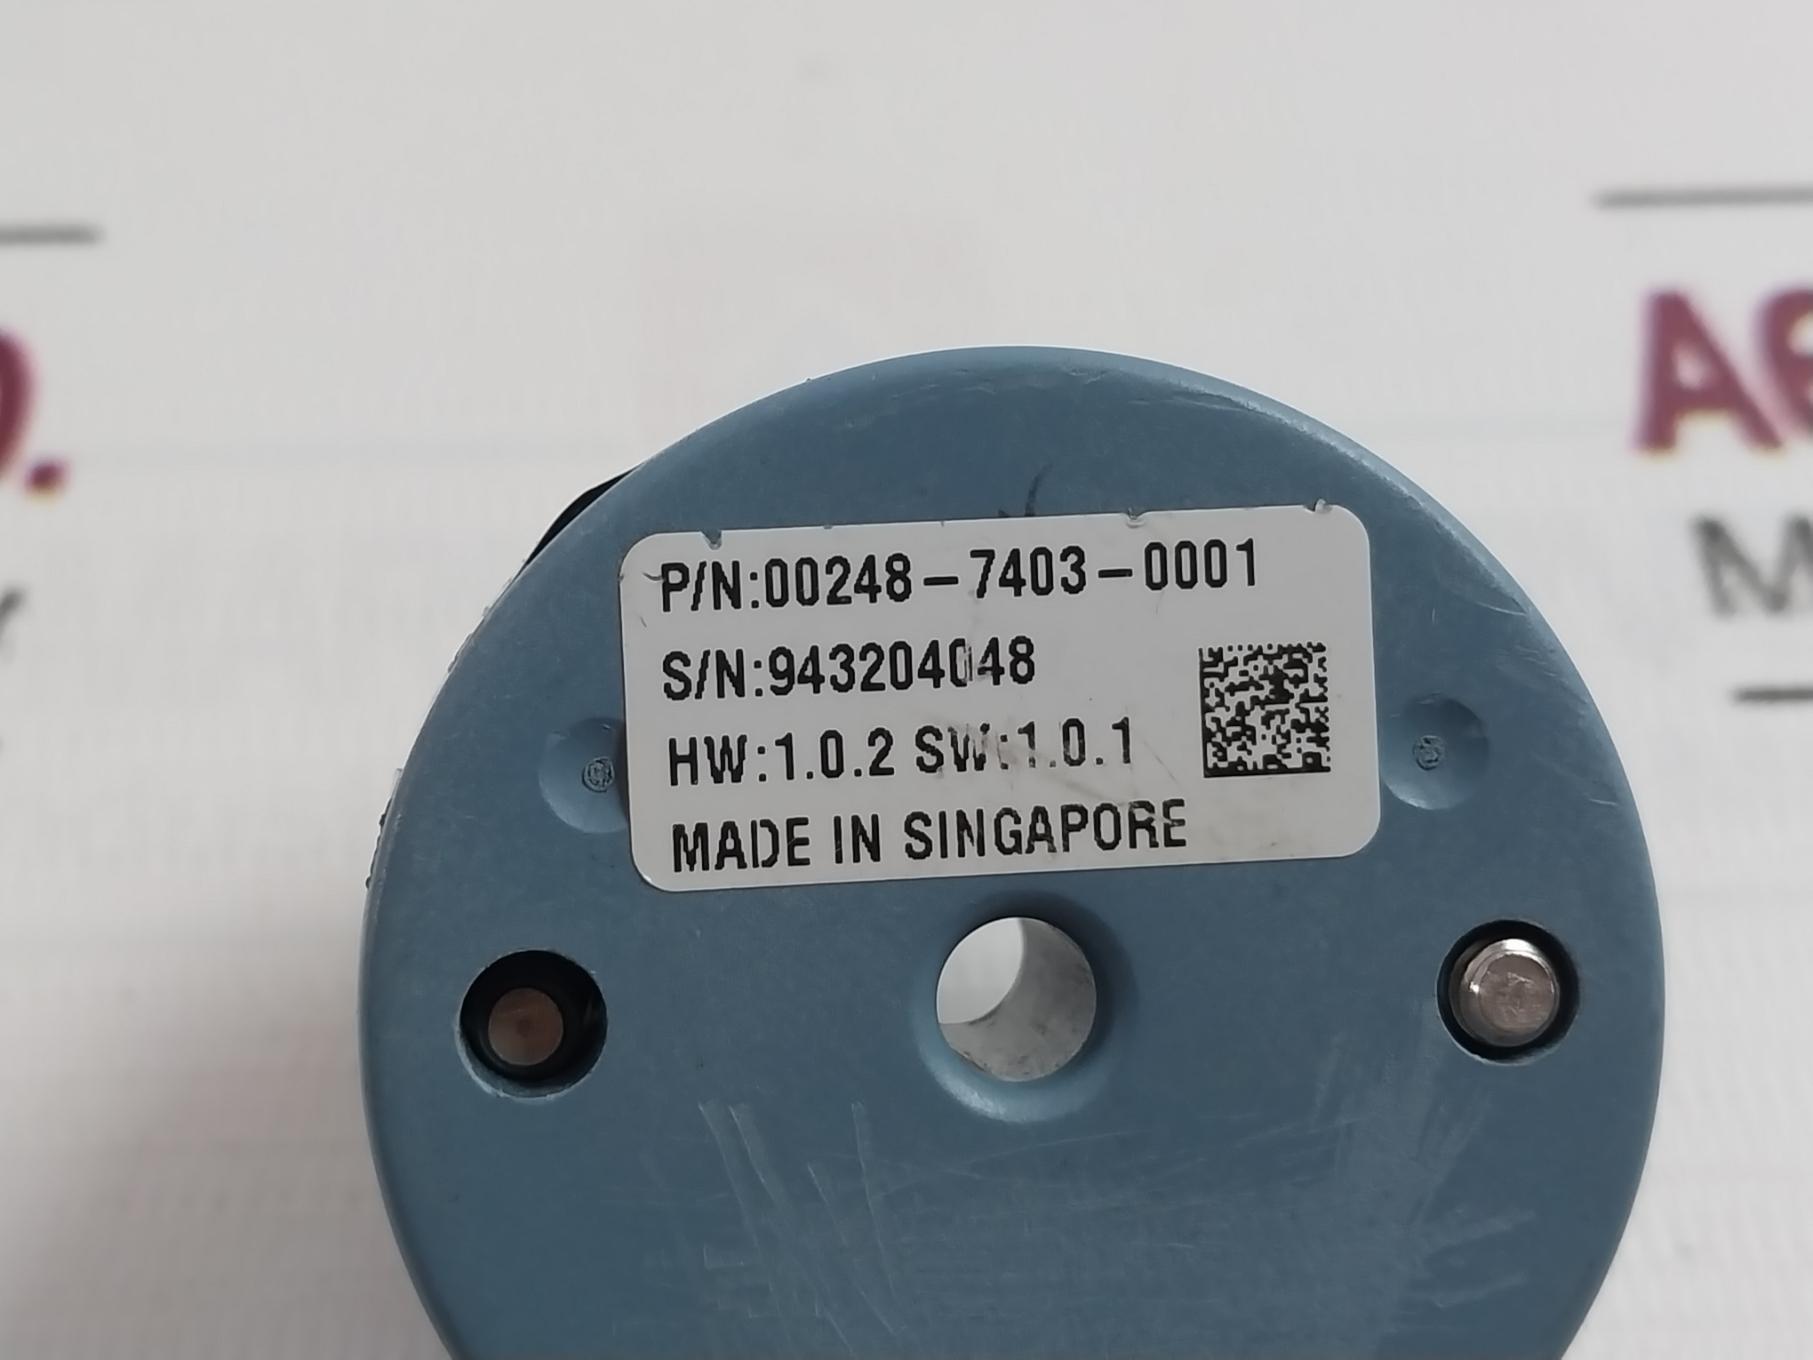 P/N:00248-7403-0001
S/N:943204048
HW:1.0.2 SW:1.0.1
MADE IN SINGAPORE